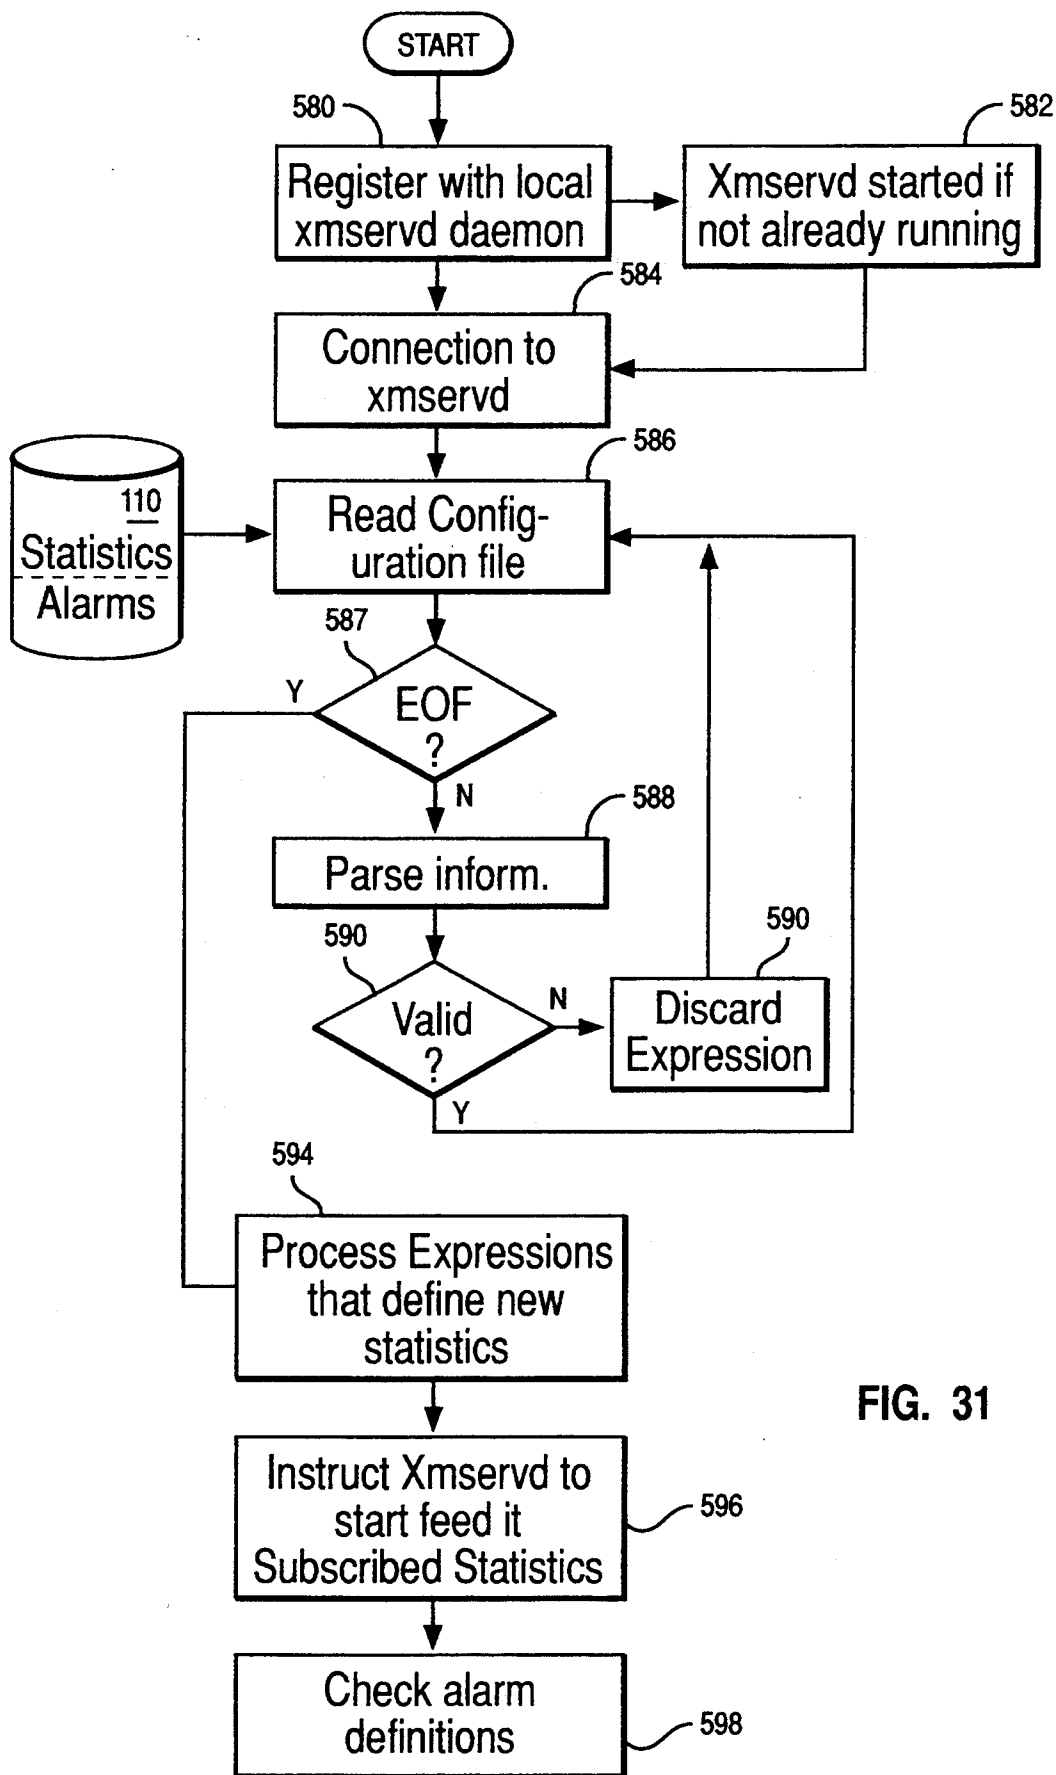 START
580
582
Register with local
xmservd daemon
Xmservd started if
not already running
584
Connection to
xmservd
586
110
Statistics
Alarms
Read Config-
uration file
587
Y
EOF
?
N
588
Parse inform.
590
590
Valid
?
N
Discard
Expression
Y
594
Process Expressions
that define new
statistics
FIG. 31
Instruct Xmservd to
start feed it
Subscribed Statistics
596
Check alarm
definitions
598